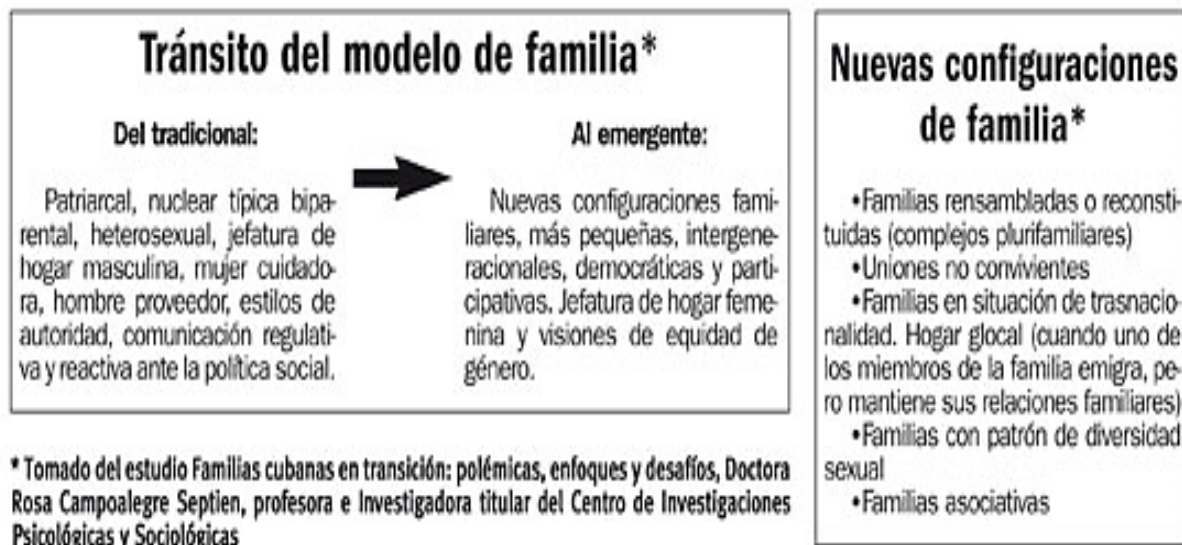 Tránsito del modelo de familia*
Del tradicional:
Patriarcal, nuclear típica bipa-
rental, heterosexual, jefatura de
hogar masculina, mujer cuidado-
ra, hombre proveedor, estilos de
autoridad, comunicación regulati-
va y reactiva ante la política social.
Al emergente:
Nuevas configuraciones fami-
liares, más pequeñas, intergene-
racionales, democráticas y parti-
cipativas. Jefatura de hogar feme-
nina y visiones de equidad de
género.
* Tomado del estudio Familias cubanas en transición: polémicas, enfoques y desafíos, Doctora
Rosa Campoalegre Septien, profesora e Investigadora titular del Centro de Investigaciones
Psicológicas y Sociológicas
Nuevas configuraciones
de familia*
•Familias rensambladas o reconsti-
tuidas (complejos plurifamiliares)
•Uniones no convivientes
•Familias en situación de trasnacio-
nalidad. Hogar glocal (cuando uno de
los miembros de la familia emigra, pe-
ro mantiene sus relaciones familiares)
•Familias con patrón de diversidad
sexual
•Familias asociativas